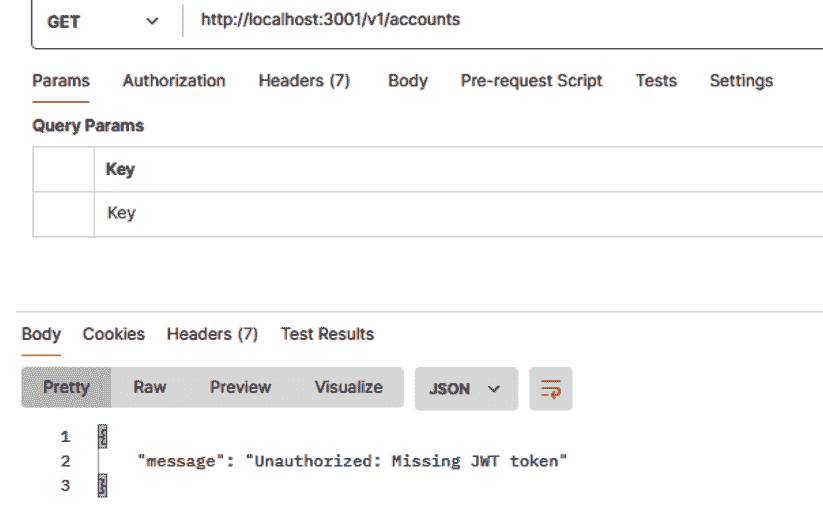 GET http://localhost:3001/v1/accounts
Params Authorization Headers (7) Body Pre-request Script Tests Settings
Query Params
Key
Key
Body Cookies Headers (7) Test Results
Pretty Raw Preview Visualize JSON
1 {
2 "message": "Unauthorized: Missing JWT token"
3 }